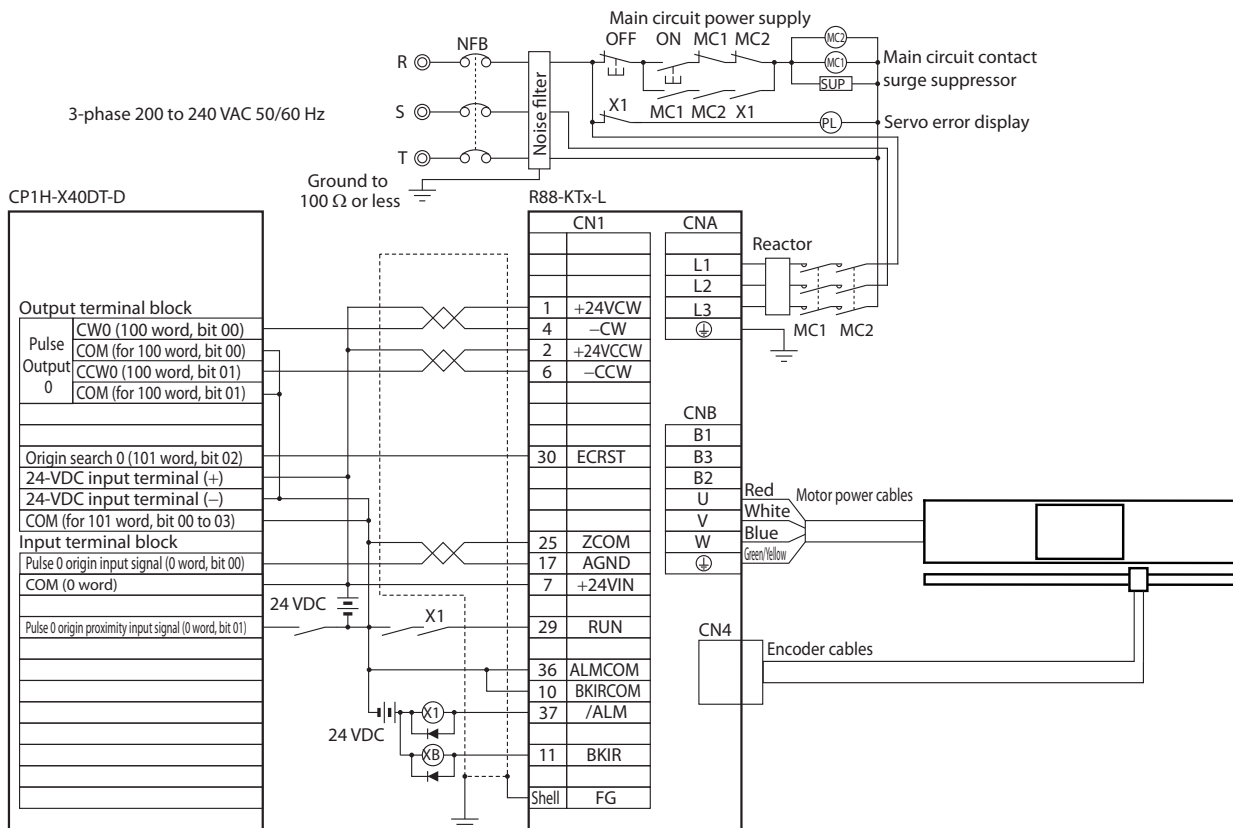 Main circuit power supply
OFF ON MC1 MC2
MC2
NFB
R
MC1
Main circuit contact
surge suppressor
SUP
MC1 MC2 X1
X1
3-phase 200 to 240 VAC 50/60 Hz
S
Noise filter
PL
Servo error display
T
Ground to
100 Ω or less
CP1H-X40DT-D
R88-KTx-L
CN1
CNA
Reactor
L1
L2
L3
MC1 MC2
Output terminal block
Pulse
Output
0
CW0 (100 word, bit 00)
COM (for 100 word, bit 00)
CCW0 (100 word, bit 01)
COM (for 100 word, bit 01)
1 +24VCW
4 −CW
2 +24VCCW
6 −CCW
CNB
B1
B3
B2
U
V
W
Origin search 0 (101 word, bit 02)
30 ECRST
24-VDC input terminal (+)
24-VDC input terminal (−)
COM (for 101 word, bit 00 to 03)
Red
White
Blue
Green/Yellow
Motor power cables
Input terminal block
Pulse 0 origin input signal (0 word, bit 00)
COM (0 word)
25 ZCOM
17 AGND
7 +24VIN
24 VDC
Pulse 0 origin proximity input signal (0 word, bit 01)
X1
29 RUN
CN4
Encoder cables
36 ALMCOM
10 BKIRCOM
X1
37 /ALM
24 VDC
XB
11 BKIR
Shell FG